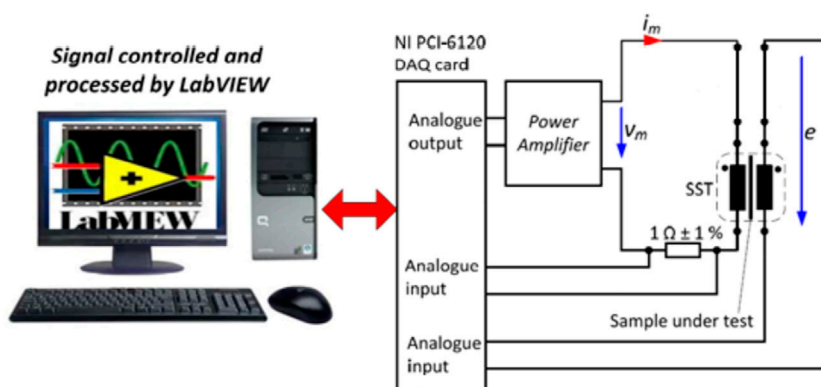 Signal controlled and
processed by LabVIEW
LabVIEW
NI PCI-6120
DAQ card
Analogue
output
Power
Amplifier
i_m
v_m
e
SST
1 Ω ± 1 %
Analogue
input
Sample under test
Analogue
input